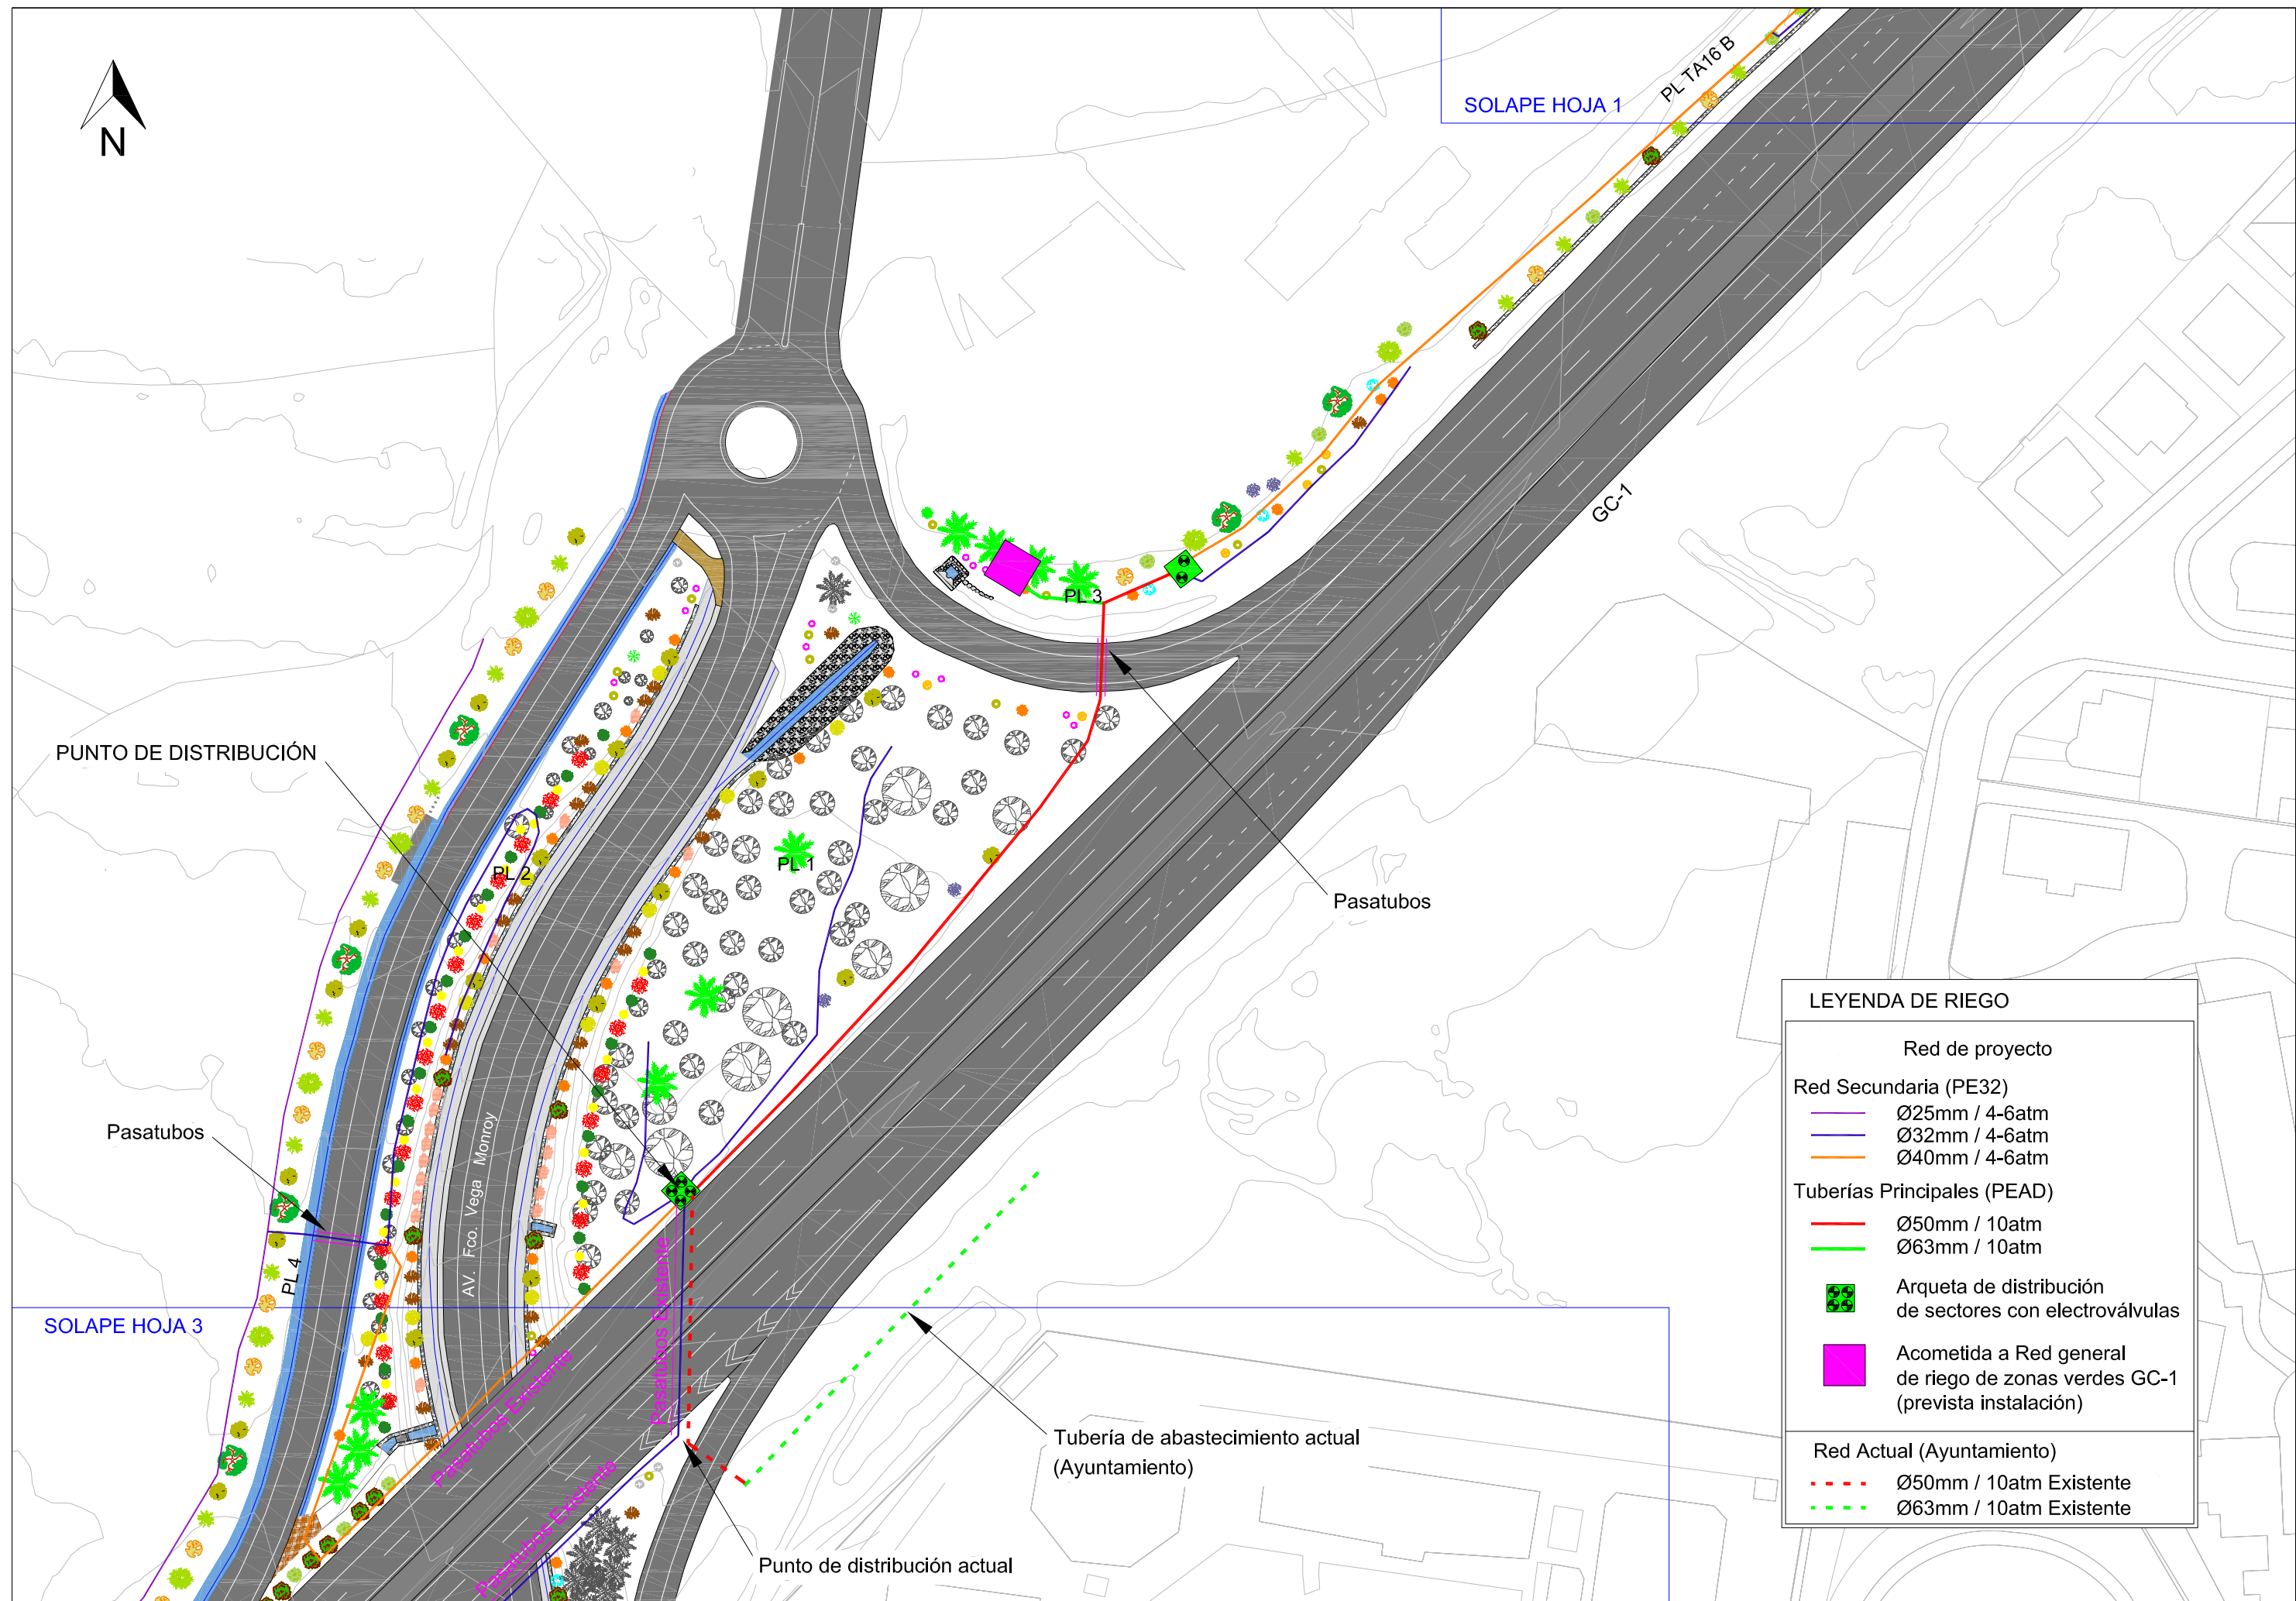 N
SOLAPE HOJA 1
PL TA16 B
GC-1
PL 3
PUNTO DE DISTRIBUCIÓN
PL 2
PL 1
Pasatubos
Pasatubos
PL 4
AV. Fco. Vega Monroy
SOLAPE HOJA 3
Pasatubos Existente
Pasatubos Existente
Pasatubos Existente
Tubería de abastecimiento actual
(Ayuntamiento)
Punto de distribución actual
LEYENDA DE RIEGO
Red de proyecto
Red Secundaria (PE32)
Ø25mm / 4-6atm
Ø32mm / 4-6atm
Ø40mm / 4-6atm
Tuberías Principales (PEAD)
Ø50mm / 10atm
Ø63mm / 10atm
Arqueta de distribución
de sectores con electroválvulas
Acometida a Red general
de riego de zonas verdes GC-1
(prevista instalación)
Red Actual (Ayuntamiento)
Ø50mm / 10atm Existente
Ø63mm / 10atm Existente